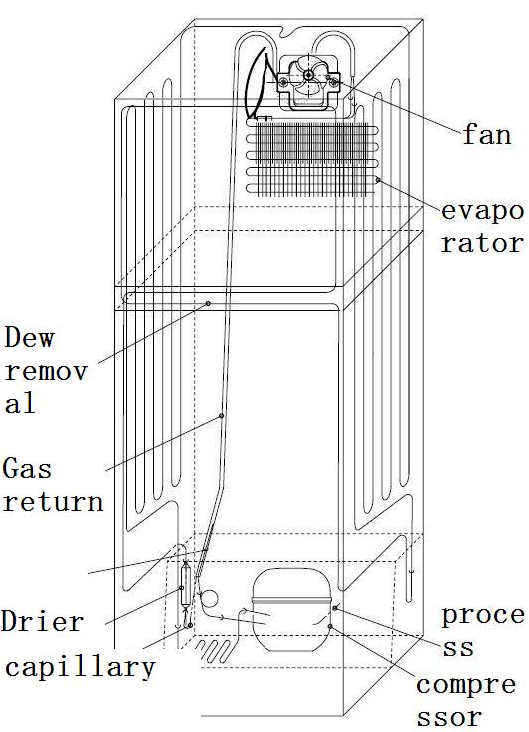 fan
evapo
rator
Dew
remov
al
Gas
return
Drier
capillary
proce
ss
compre
ssor